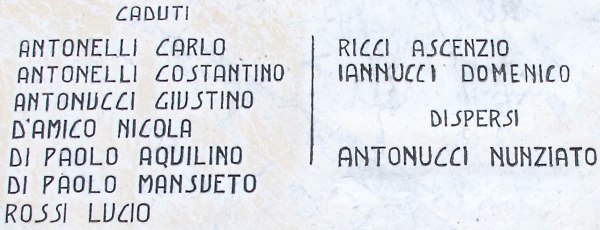 CADUTI
ANTONELLI CARLO
ANTONELLI COSTANTINO
ANTONUCCI GIUSTINO
D'AMICO NICOLA
DI PAOLO AQUILINO
DI PAOLO MANSUETO
ROSSI LUCIO
RICCI ASCENZIO
IANNUCCI DOMENICO
DISPERSI
ANTONUCCI NUNZIATO